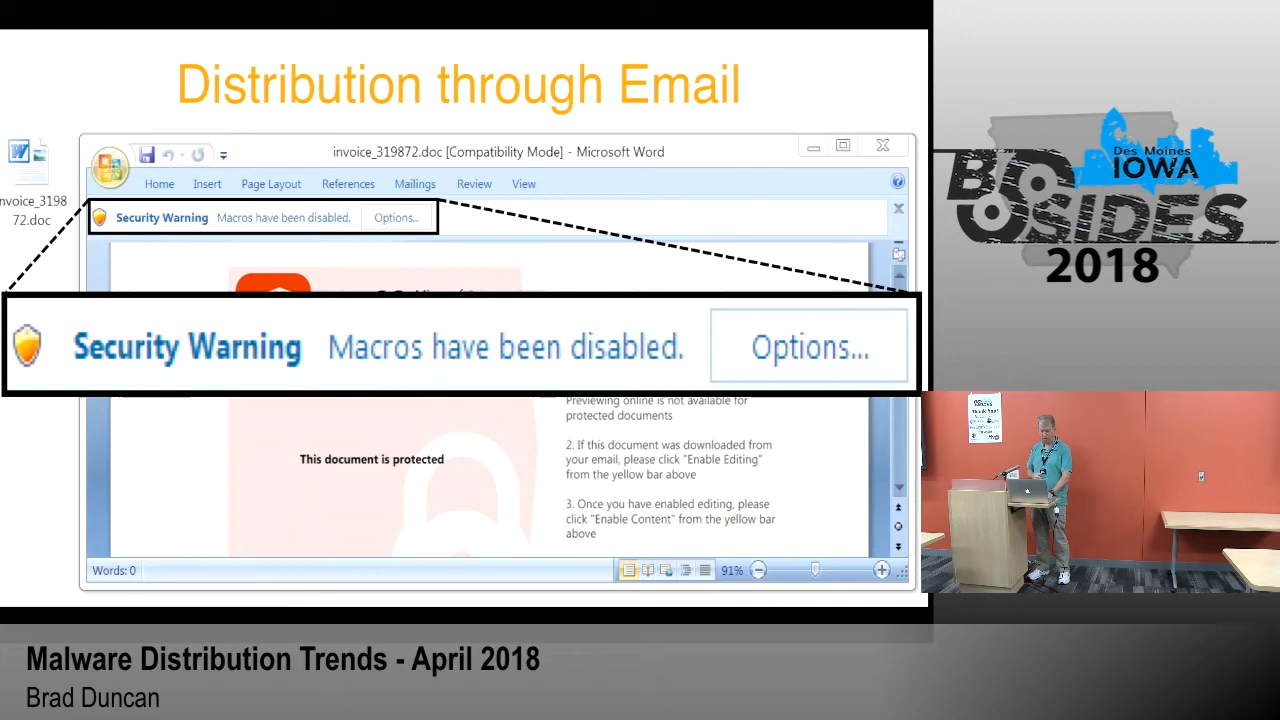 Distribution through Email
invoice_319872.doc [Compatibility Mode] - Microsoft Word
Home Insert Page Layout References Mailings Review View
nvoice_3198
72.doc
Security Warning Macros have been disabled. Options...
Security Warning Macros have been disabled. Options...
Previewing online is not available for
protected documents
This document is protected
2. If this document was downloaded from
your email, please click "Enable Editing"
from the yellow bar above
3. Once you have enabled editing, please
click "Enable Content" from the yellow bar
above
Words: 0
91%
Des Moines
IOWA
BSIDES
2018
Malware Distribution Trends - April 2018
Brad Duncan